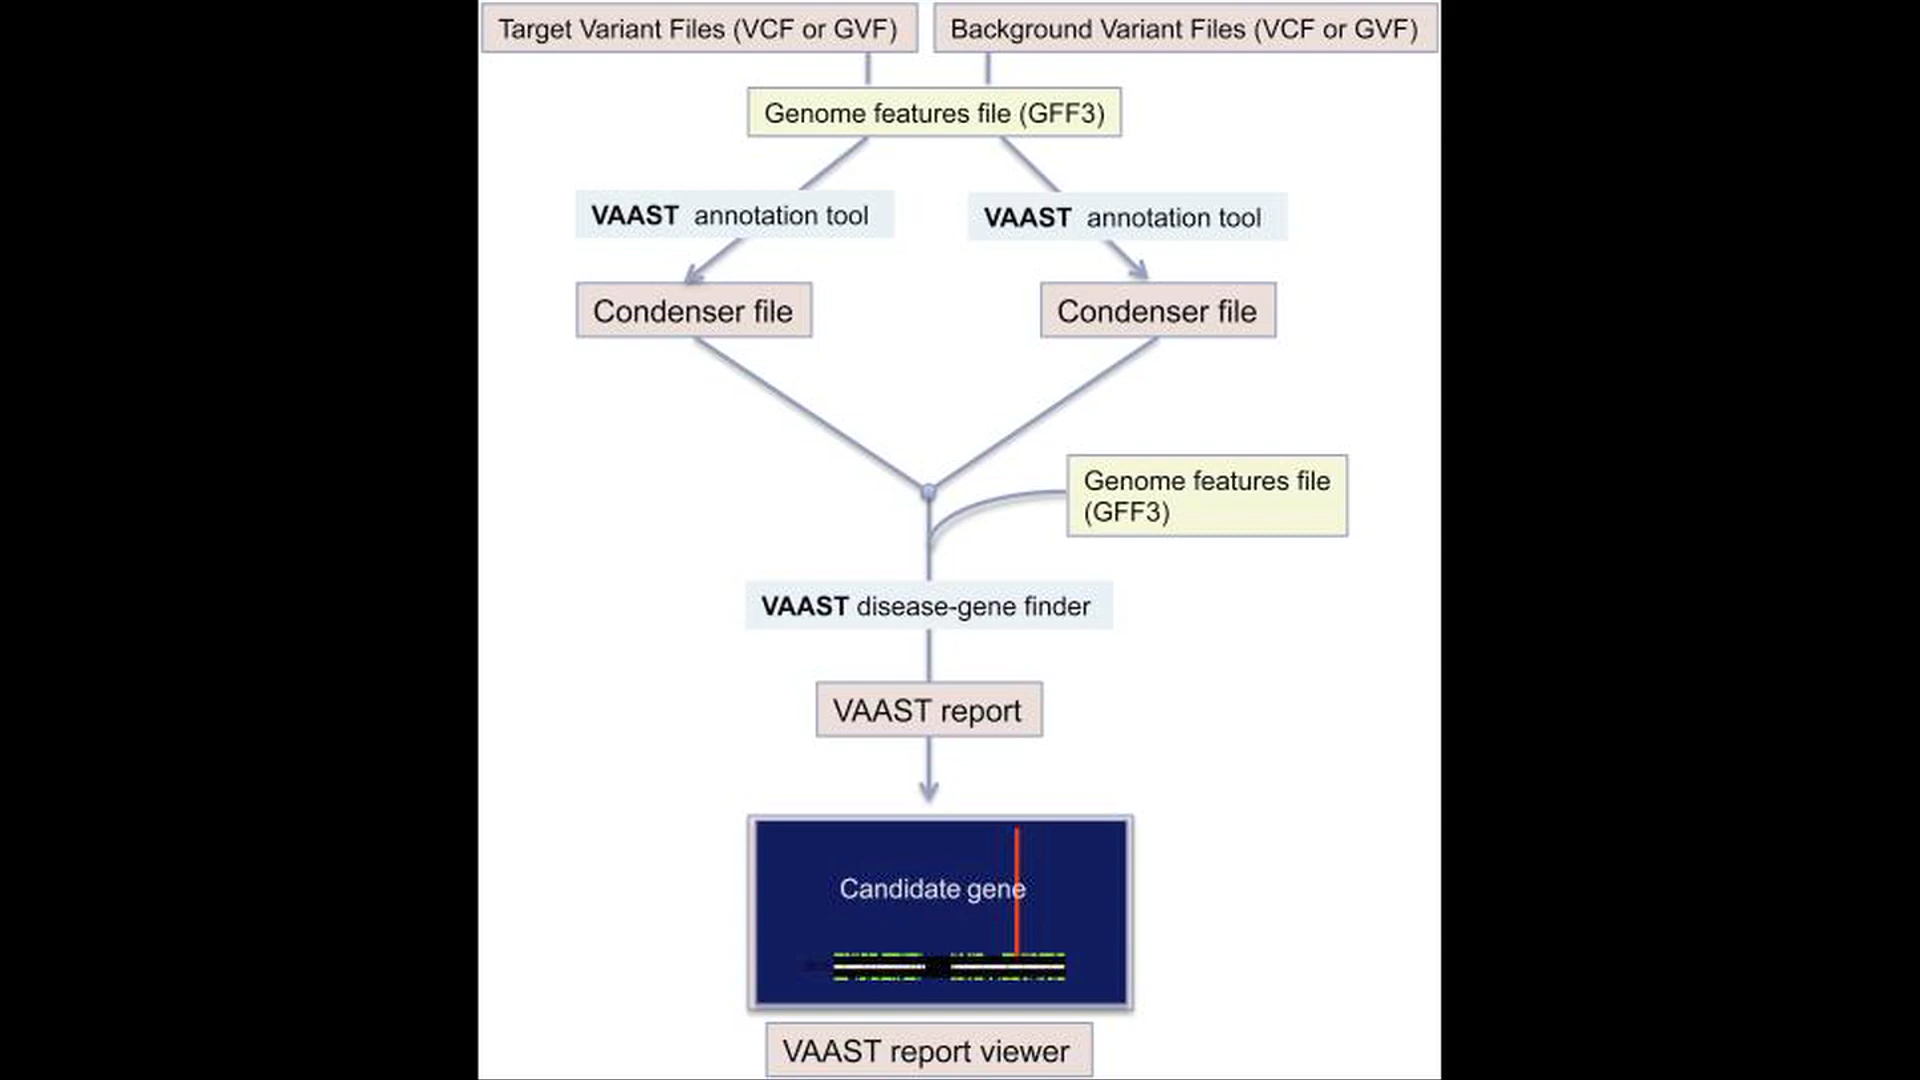 Target Variant Files (VCF or GVF)
Background Variant Files (VCF or GVF)
Genome features file (GFF3)
VAAST annotation tool
VAAST annotation tool
Condenser file
Condenser file
Genome features file
(GFF3)
VAAST disease-gene finder
VAAST report
Candidate gene
VAAST report viewer